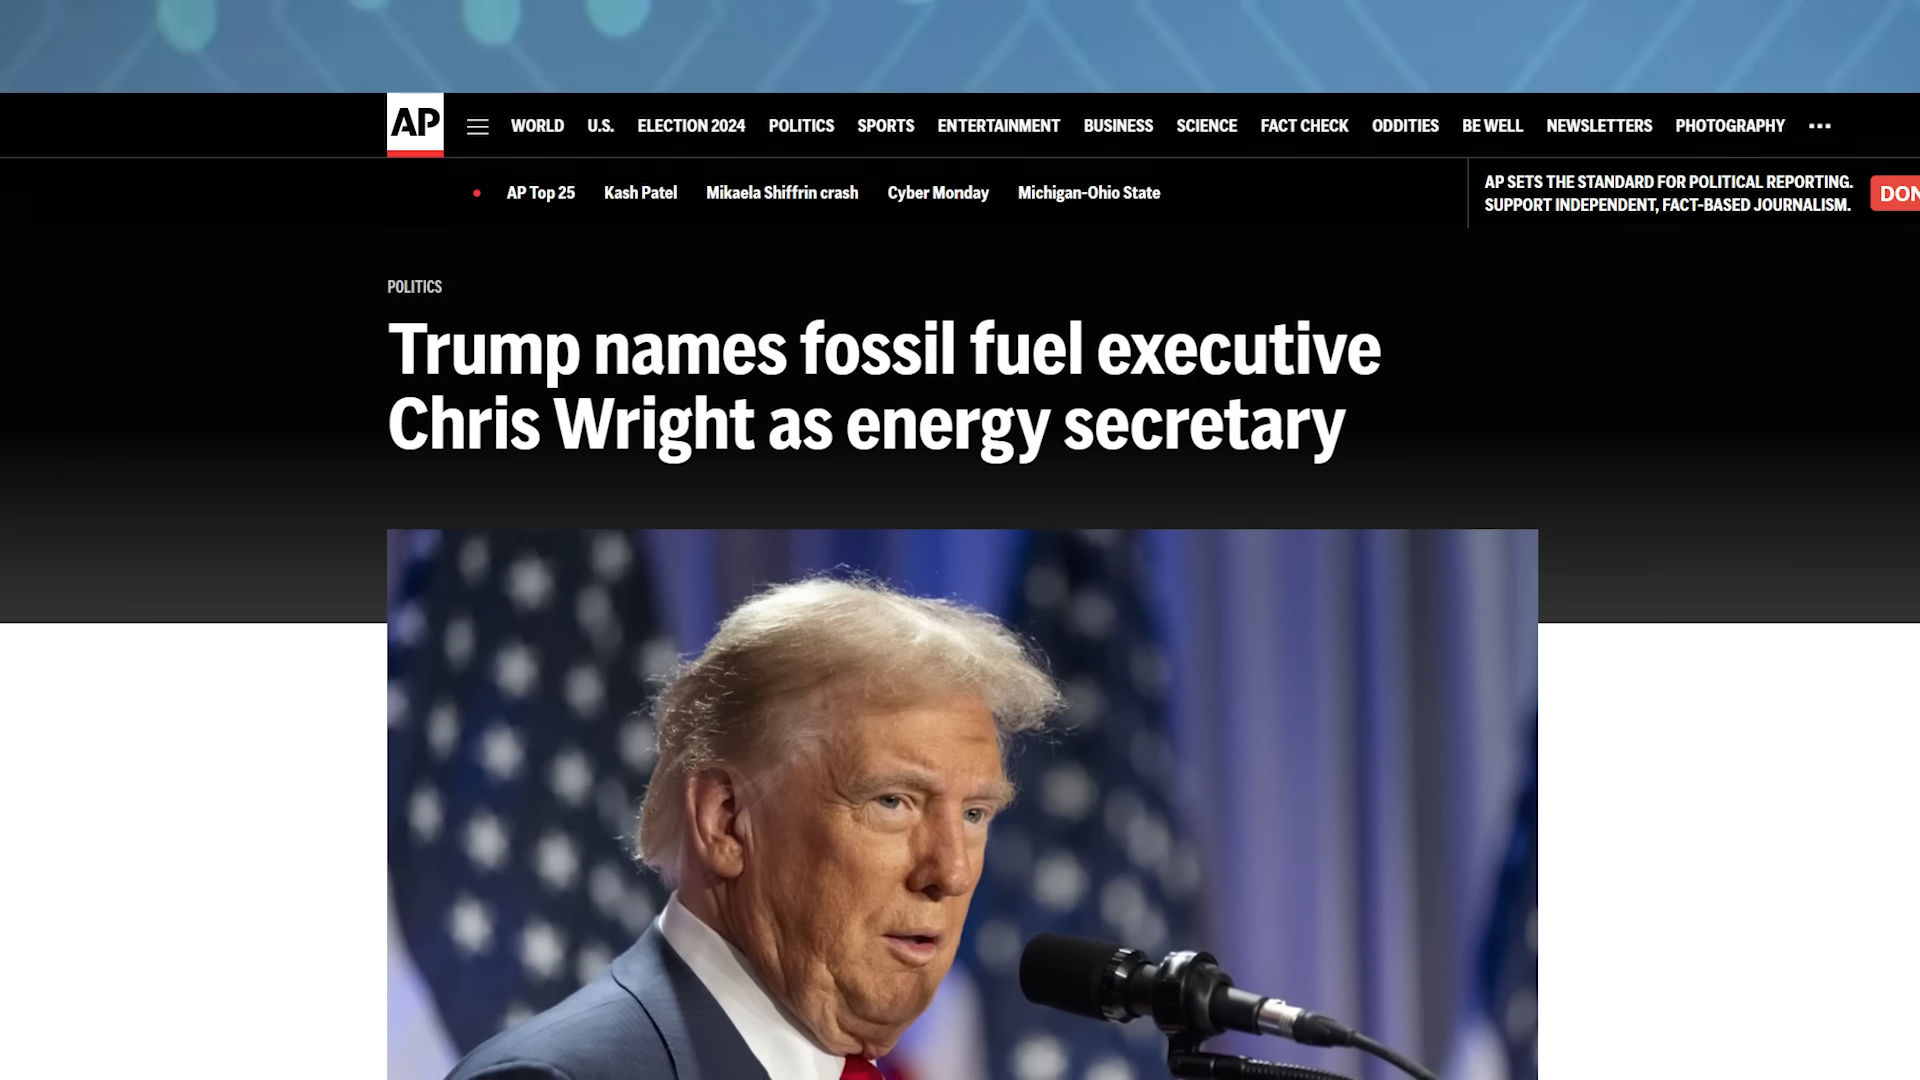 AP
WORLD U.S. ELECTION 2024 POLITICS SPORTS ENTERTAINMENT BUSINESS SCIENCE FACT CHECK ODDITIES BE WELL NEWSLETTERS PHOTOGRAPHY
AP Top 25 Kash Patel Mikaela Shiffrin crash Cyber Monday Michigan-Ohio State
AP SETS THE STANDARD FOR POLITICAL REPORTING.
SUPPORT INDEPENDENT, FACT-BASED JOURNALISM.
DON
POLITICS
Trump names fossil fuel executive
Chris Wright as energy secretary